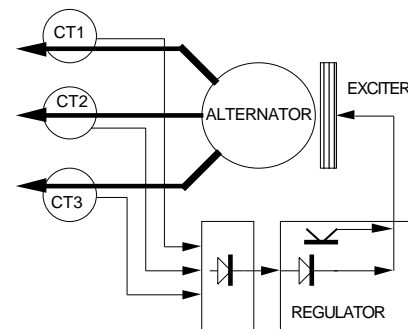 CT1
CT2
ALTERNATOR
EXCITER
CT3
REGULATOR